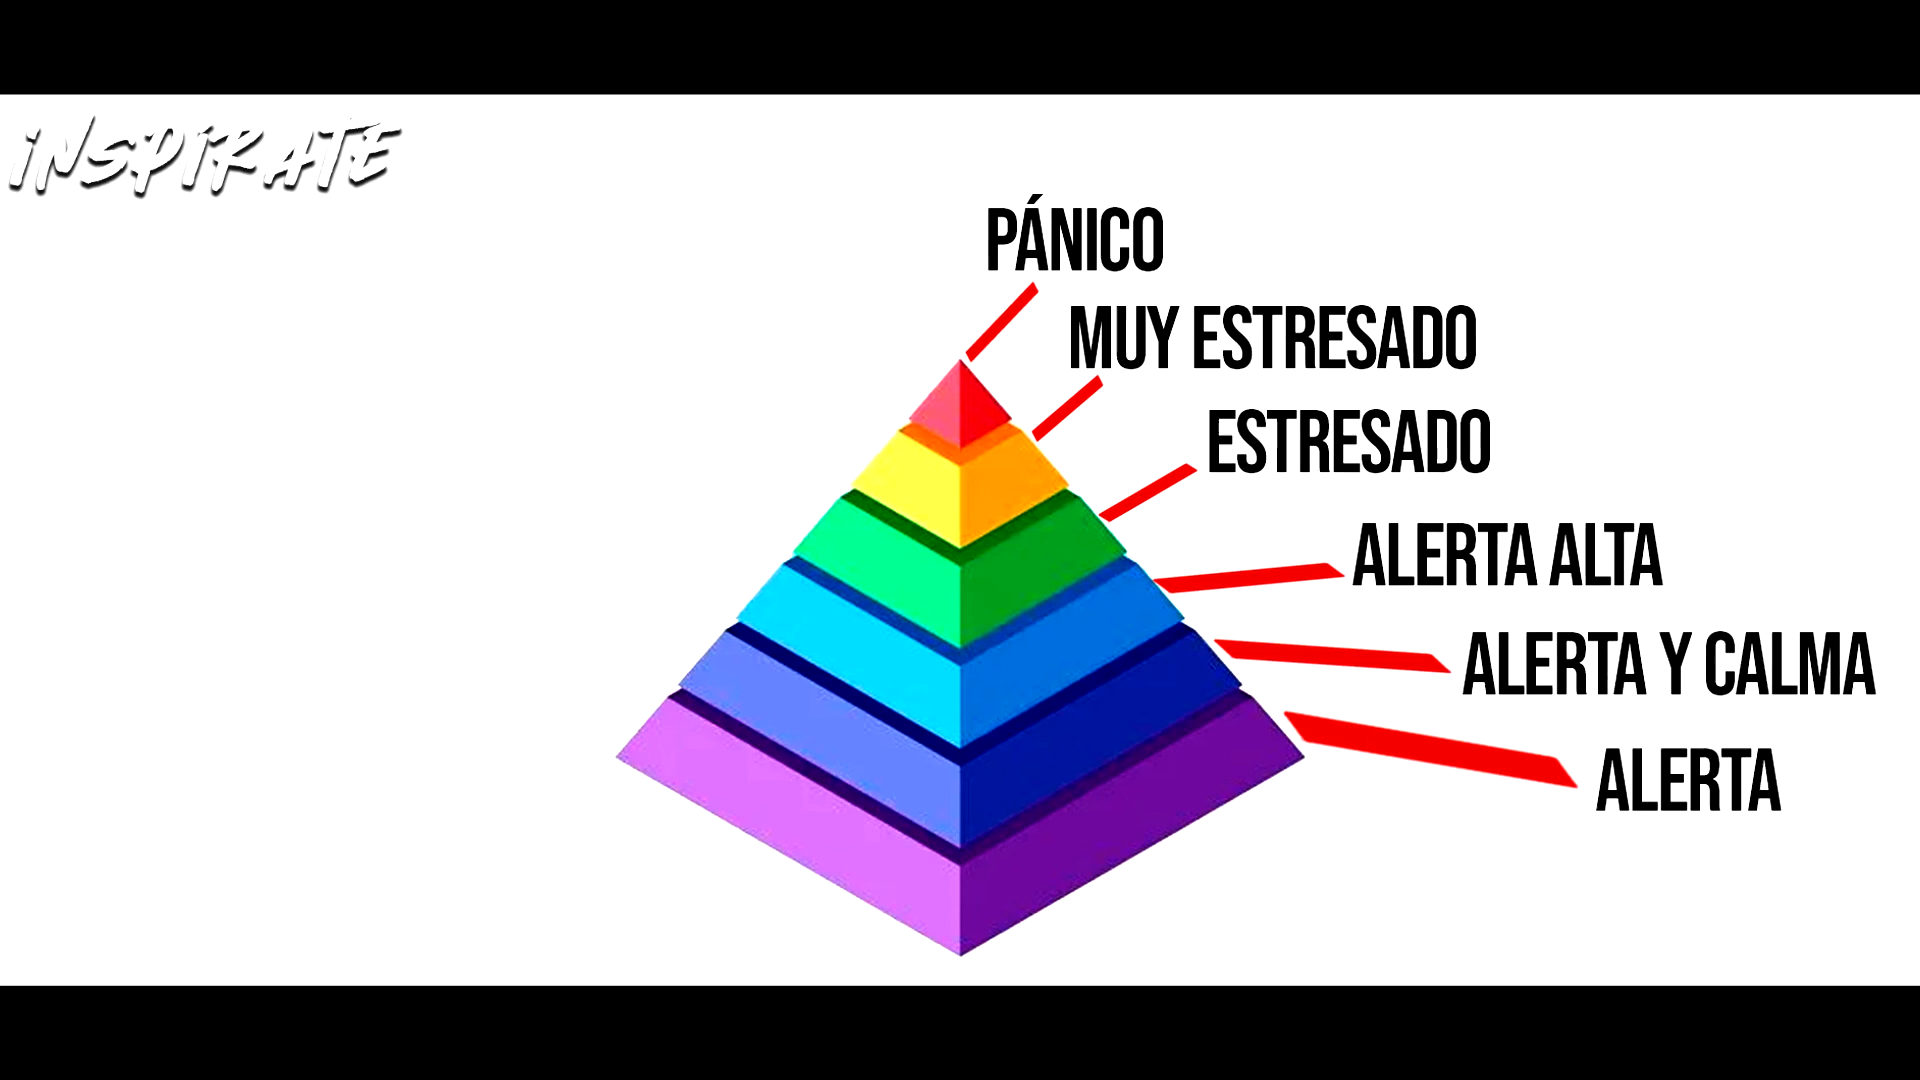 INSPIRATE
PÁNICO
MUY ESTRESADO
ESTRESADO
ALERTA ALTA
ALERTA Y CALMA
ALERTA